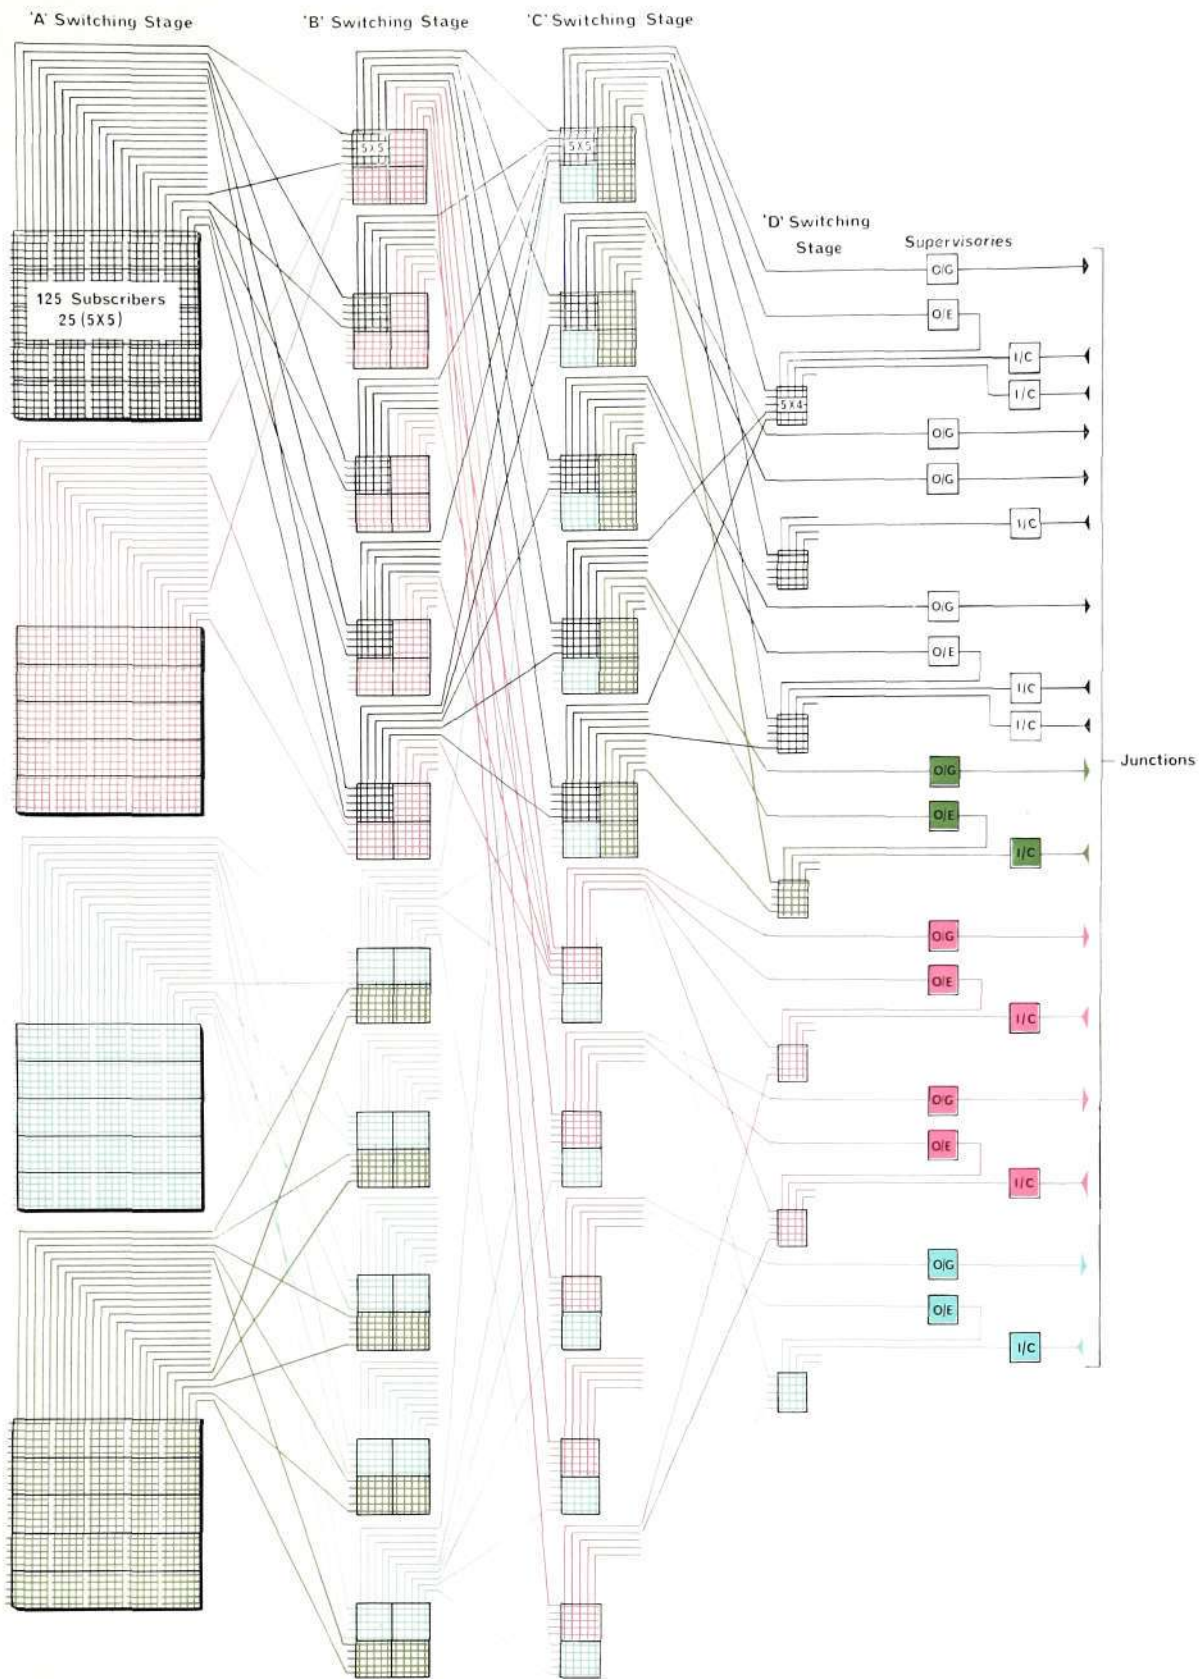 'A' Switching Stage
'B' Switching Stage
'C' Switching Stage
5X5
5X5
'D' Switching
Stage
Supervisories
O/G
125 Subscribers
25 (5X5)
O/E
I/C
I/C
5X4
O/G
O/G
I/C
O/G
O/E
I/C
I/C
Junctions
O/G
O/E
I/C
O/G
O/E
I/C
O/G
O/E
I/C
O/G
O/E
I/C